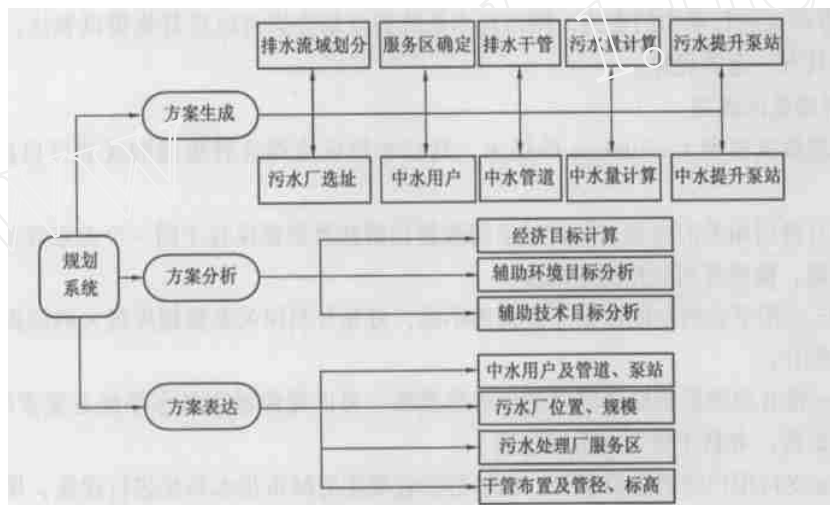 排水流域划分 服务区确定 排水干管 污水量计算 污水提升泵站
方案生成
污水厂选址 中水用户 中水管道 中水量计算 中水提升泵站
规划
系统
方案分析
经济目标计算
辅助环境目标分析
辅助技术目标分析
方案表达
中水用户及管道、泵站
污水厂位置、规模
污水处理厂服务区
干管布置及管径、标高